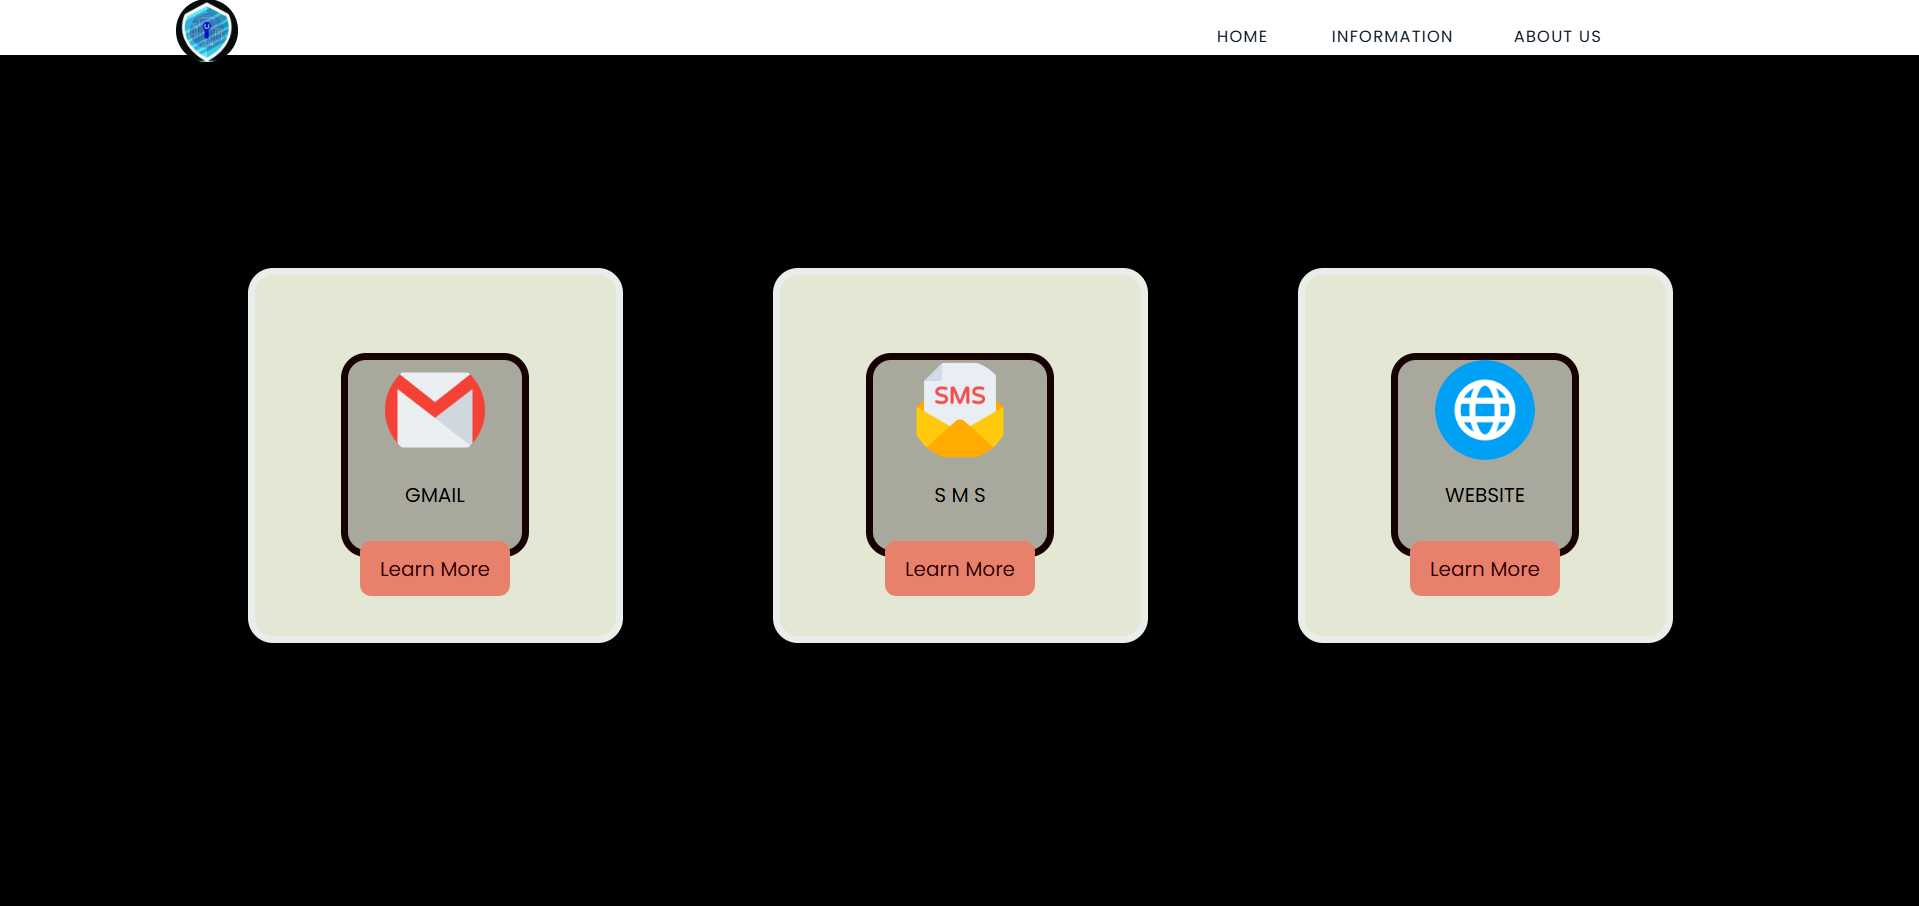 HOME INFORMATION ABOUT US
SMS
GMAIL
Learn More
S M S
Learn More
WEBSITE
Learn More